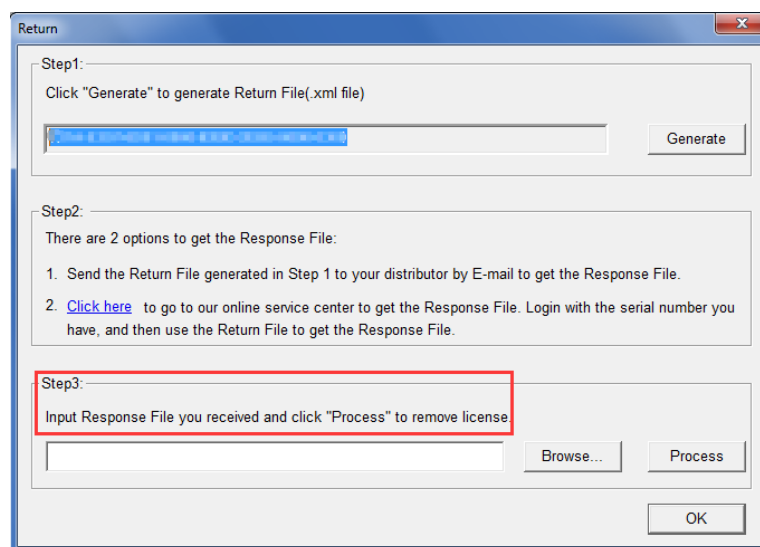 Return
Step1:
Click "Generate" to generate Return File(.xml file)
Generate
Step2:
There are 2 options to get the Response File:
1. Send the Return File generated in Step 1 to your distributor by E-mail to get the Response File.
2. Click here to go to our online service center to get the Response File. Login with the serial number you
have, and then use the Return File to get the Response File.
Step3:
Input Response File you received and click "Process" to remove license.
Browse...
Process
OK